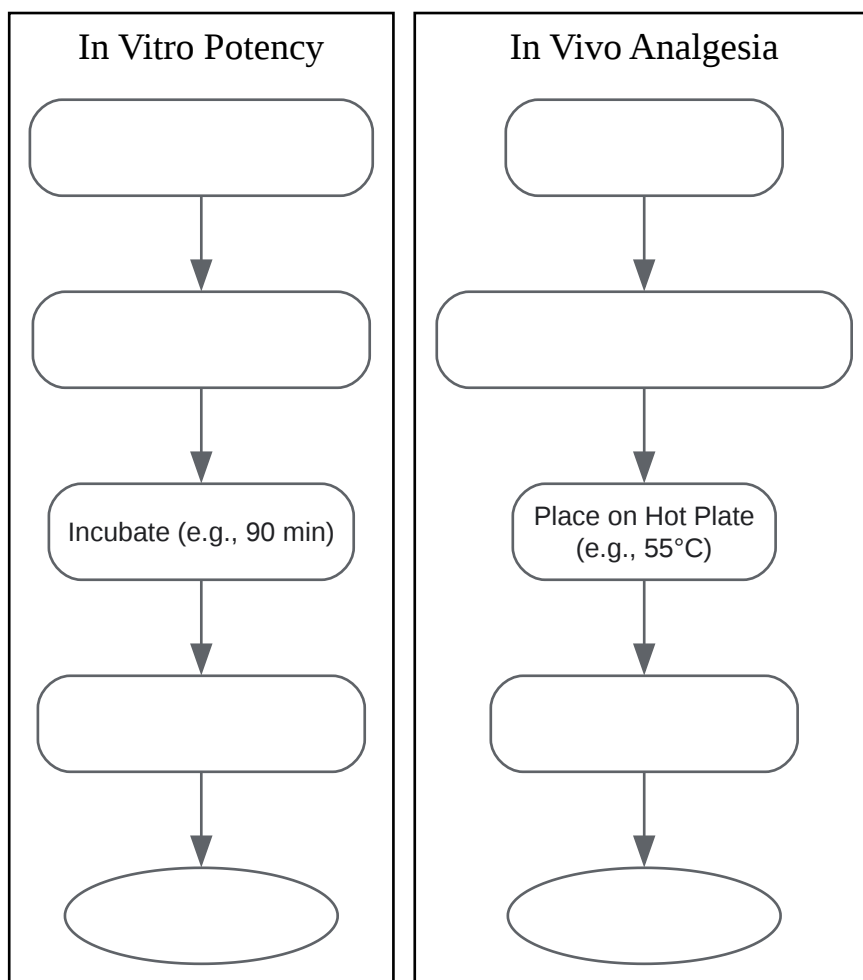 In Vitro Potency
Incubate (e.g., 90 min)
In Vivo Analgesia
Place on Hot Plate
(e.g., 55°C)